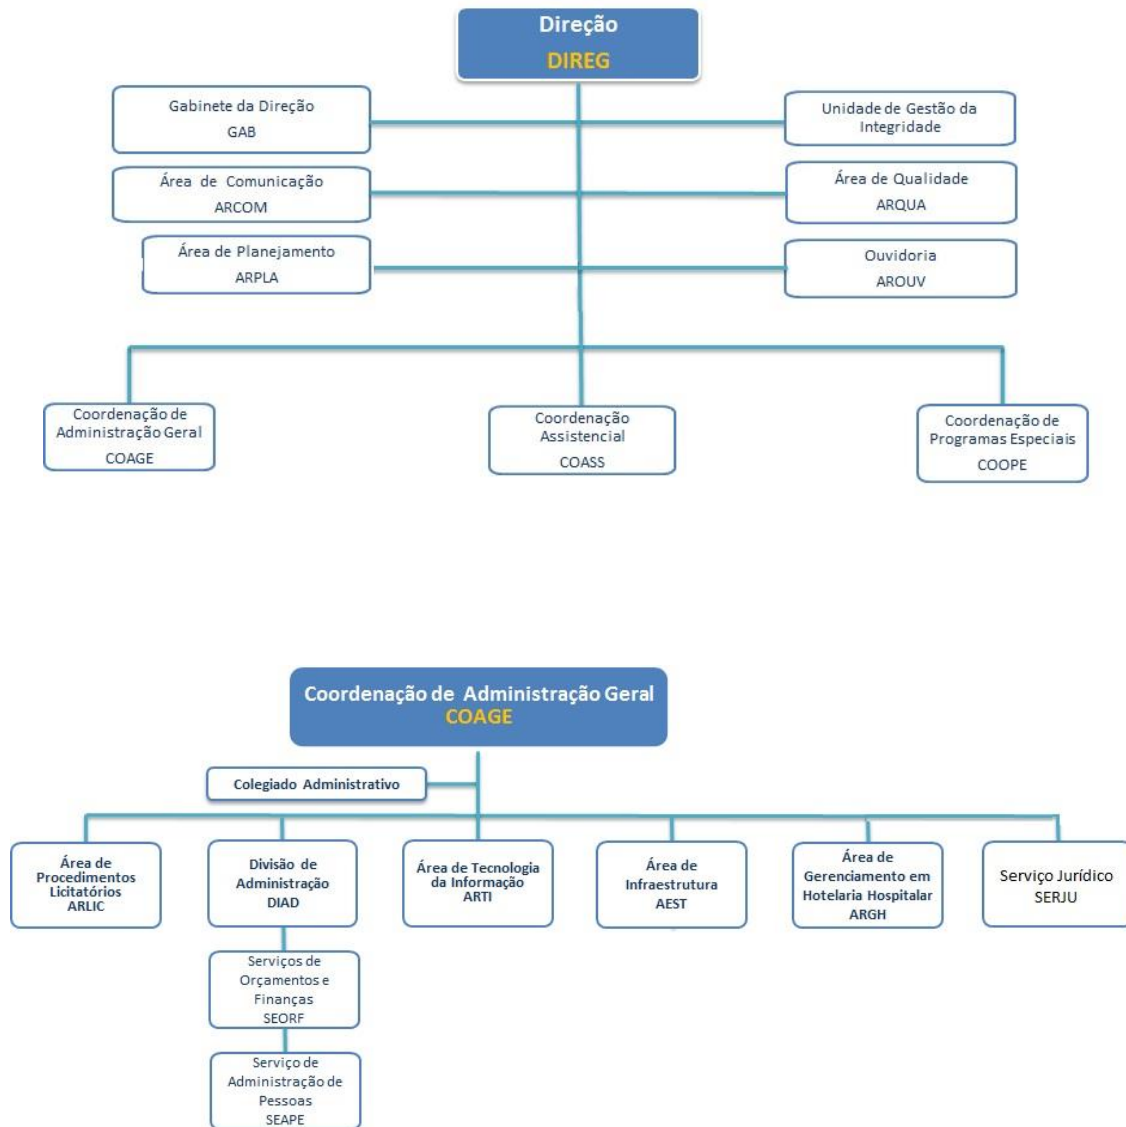 Direção
DIREG
Gabinete da Direção
GAB
Unidade de Gestão da
Integridade
Área de Comunicação
ARCOM
Área de Qualidade
ARQUA
Área de Planejamento
ARPLA
Ouvidoria
AROUV
Coordenação de
Administração Geral
COAGE
Coordenação
Assistencial
COASS
Coordenação de
Programas Especiais
COOPE
Coordenação de Administração Geral
COAGE
Colegiado Administrativo
Área de
Procedimentos
Licitatórios
ARLIC
Divisão de
Administração
DIAD
Área de Tecnologia
da Informação
ARTI
Área de
Infraestrutura
AEST
Área de
Gerenciamento em
Hotelaria Hospitalar
ARGH
Serviço Jurídico
SERJU
Serviços de
Orçamentos e
Finanças
SEORF
Serviço de
Administração de
Pessoas
SEAPE